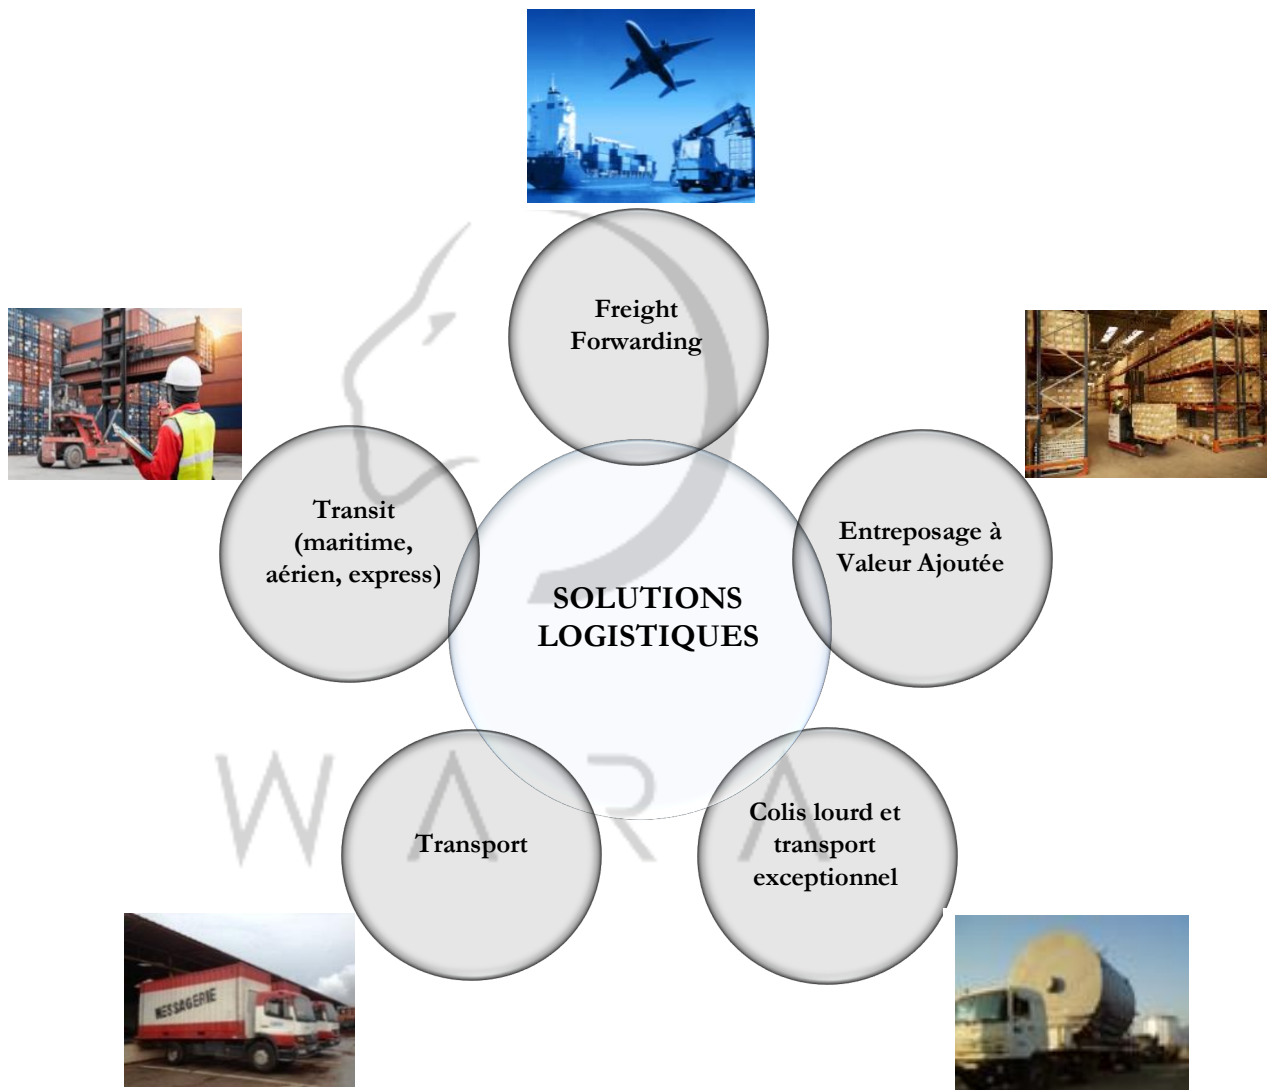 Freight
Forwarding
Transit
(maritime,
aérien, express)
Entreposage à
Valeur Ajoutée
SOLUTIONS
LOGISTIQUES
WARA
Transport
Colis lourd et
transport
exceptionnel
MESSAGERIE